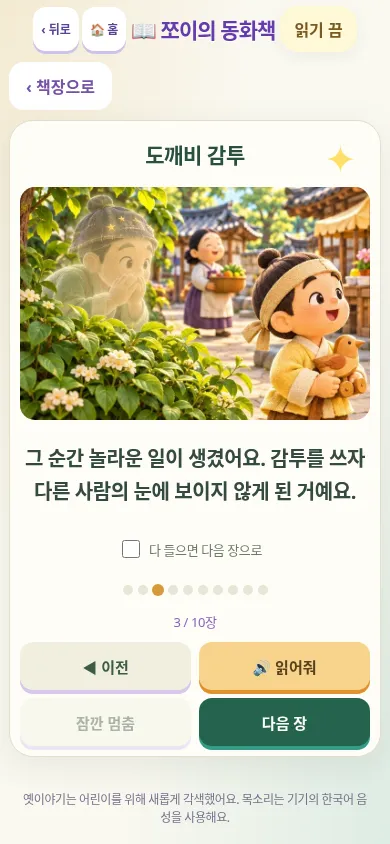 ‹ 뒤로
🏠 홈
📖 쪼이의 동화책
읽기 끔
‹ 책장으로
도깨비 감투
그 순간 놀라운 일이 생겼어요. 감투를 쓰자
다른 사람의 눈에 보이지 않게 된 거예요.
다 들으면 다음 장으로
3 / 10장
◀ 이전
🔊 읽어줘
잠깐 멈춤
다음 장
옛이야기는 어린이를 위해 새롭게 각색했어요. 목소리는 기기의 한국어 음
성을 사용해요.